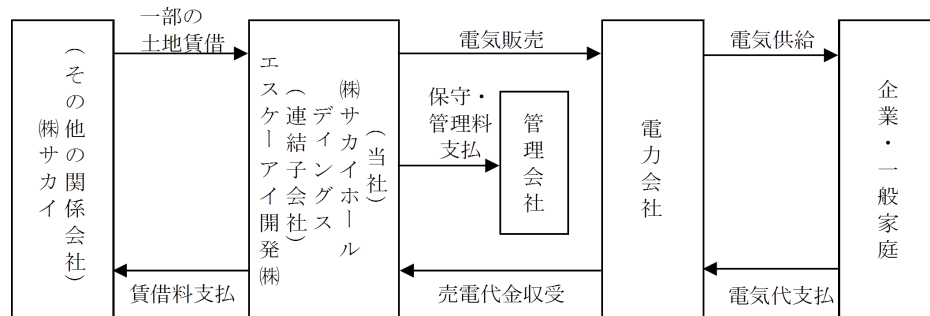 ㈱サカイ
(その他の関係会社)
一部の
土地賃借
賃借料支払
㈱サカイホール
ディングス
(当社)
エスケーアイ開発㈱
(連結子会社)
電気販売
保守・
管理料
支払
管理会社
売電代金収受
電力会社
電気供給
電気代支払
企業・一般家庭